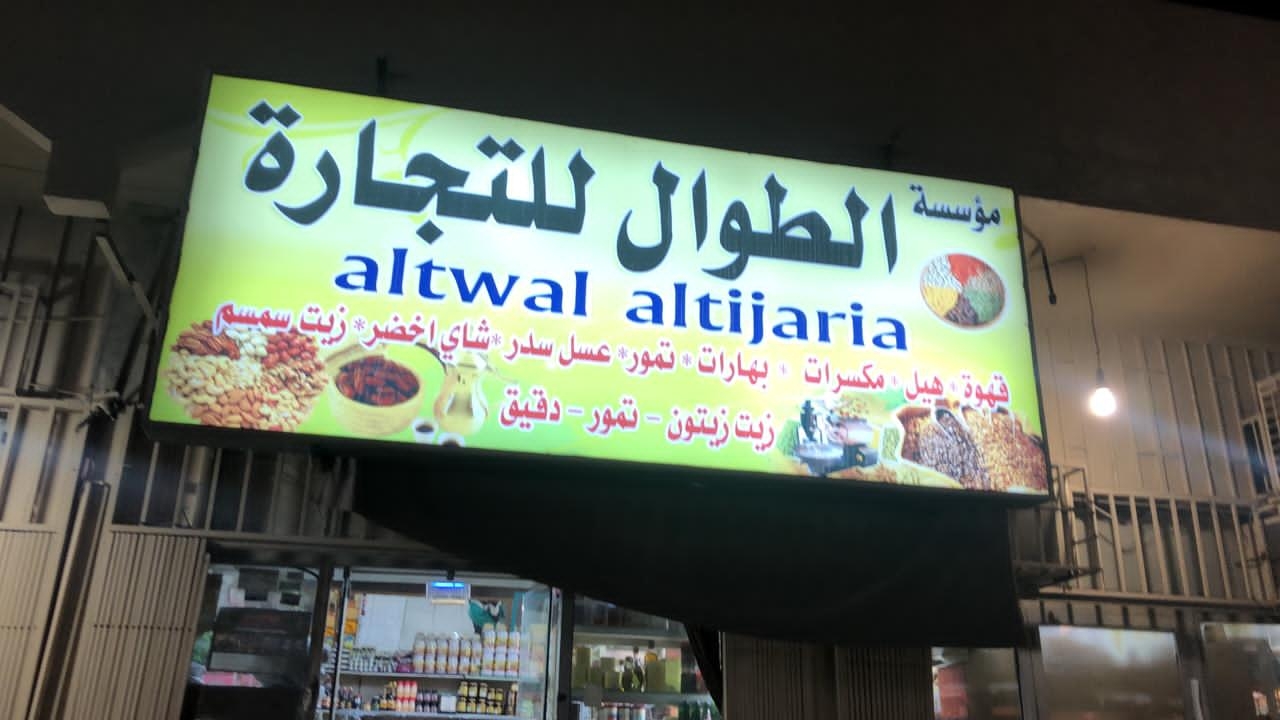 مؤسسة
الطوال للتجارة
altwal altijaria
قهوة * هيل * مكسرات * بهارات * تمور * عسل سدر * شاي اخضر * زيت سمسم
زيت زيتون - تمور - دقيق